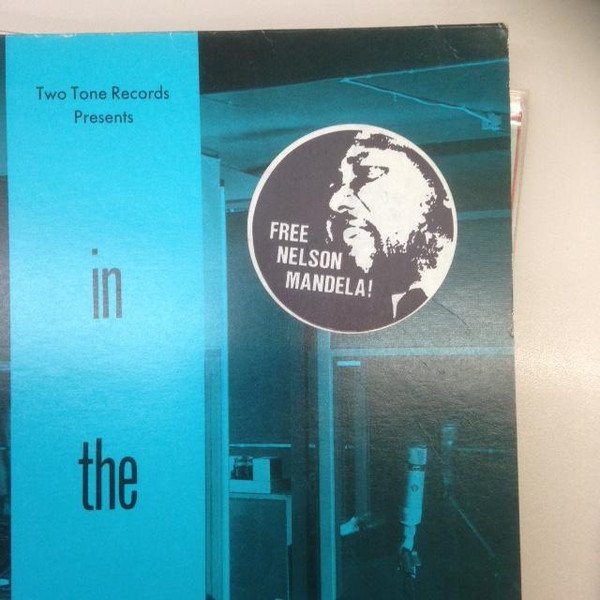 Two Tone Records
Presents
in
the
FREE
NELSON
MANDELA!